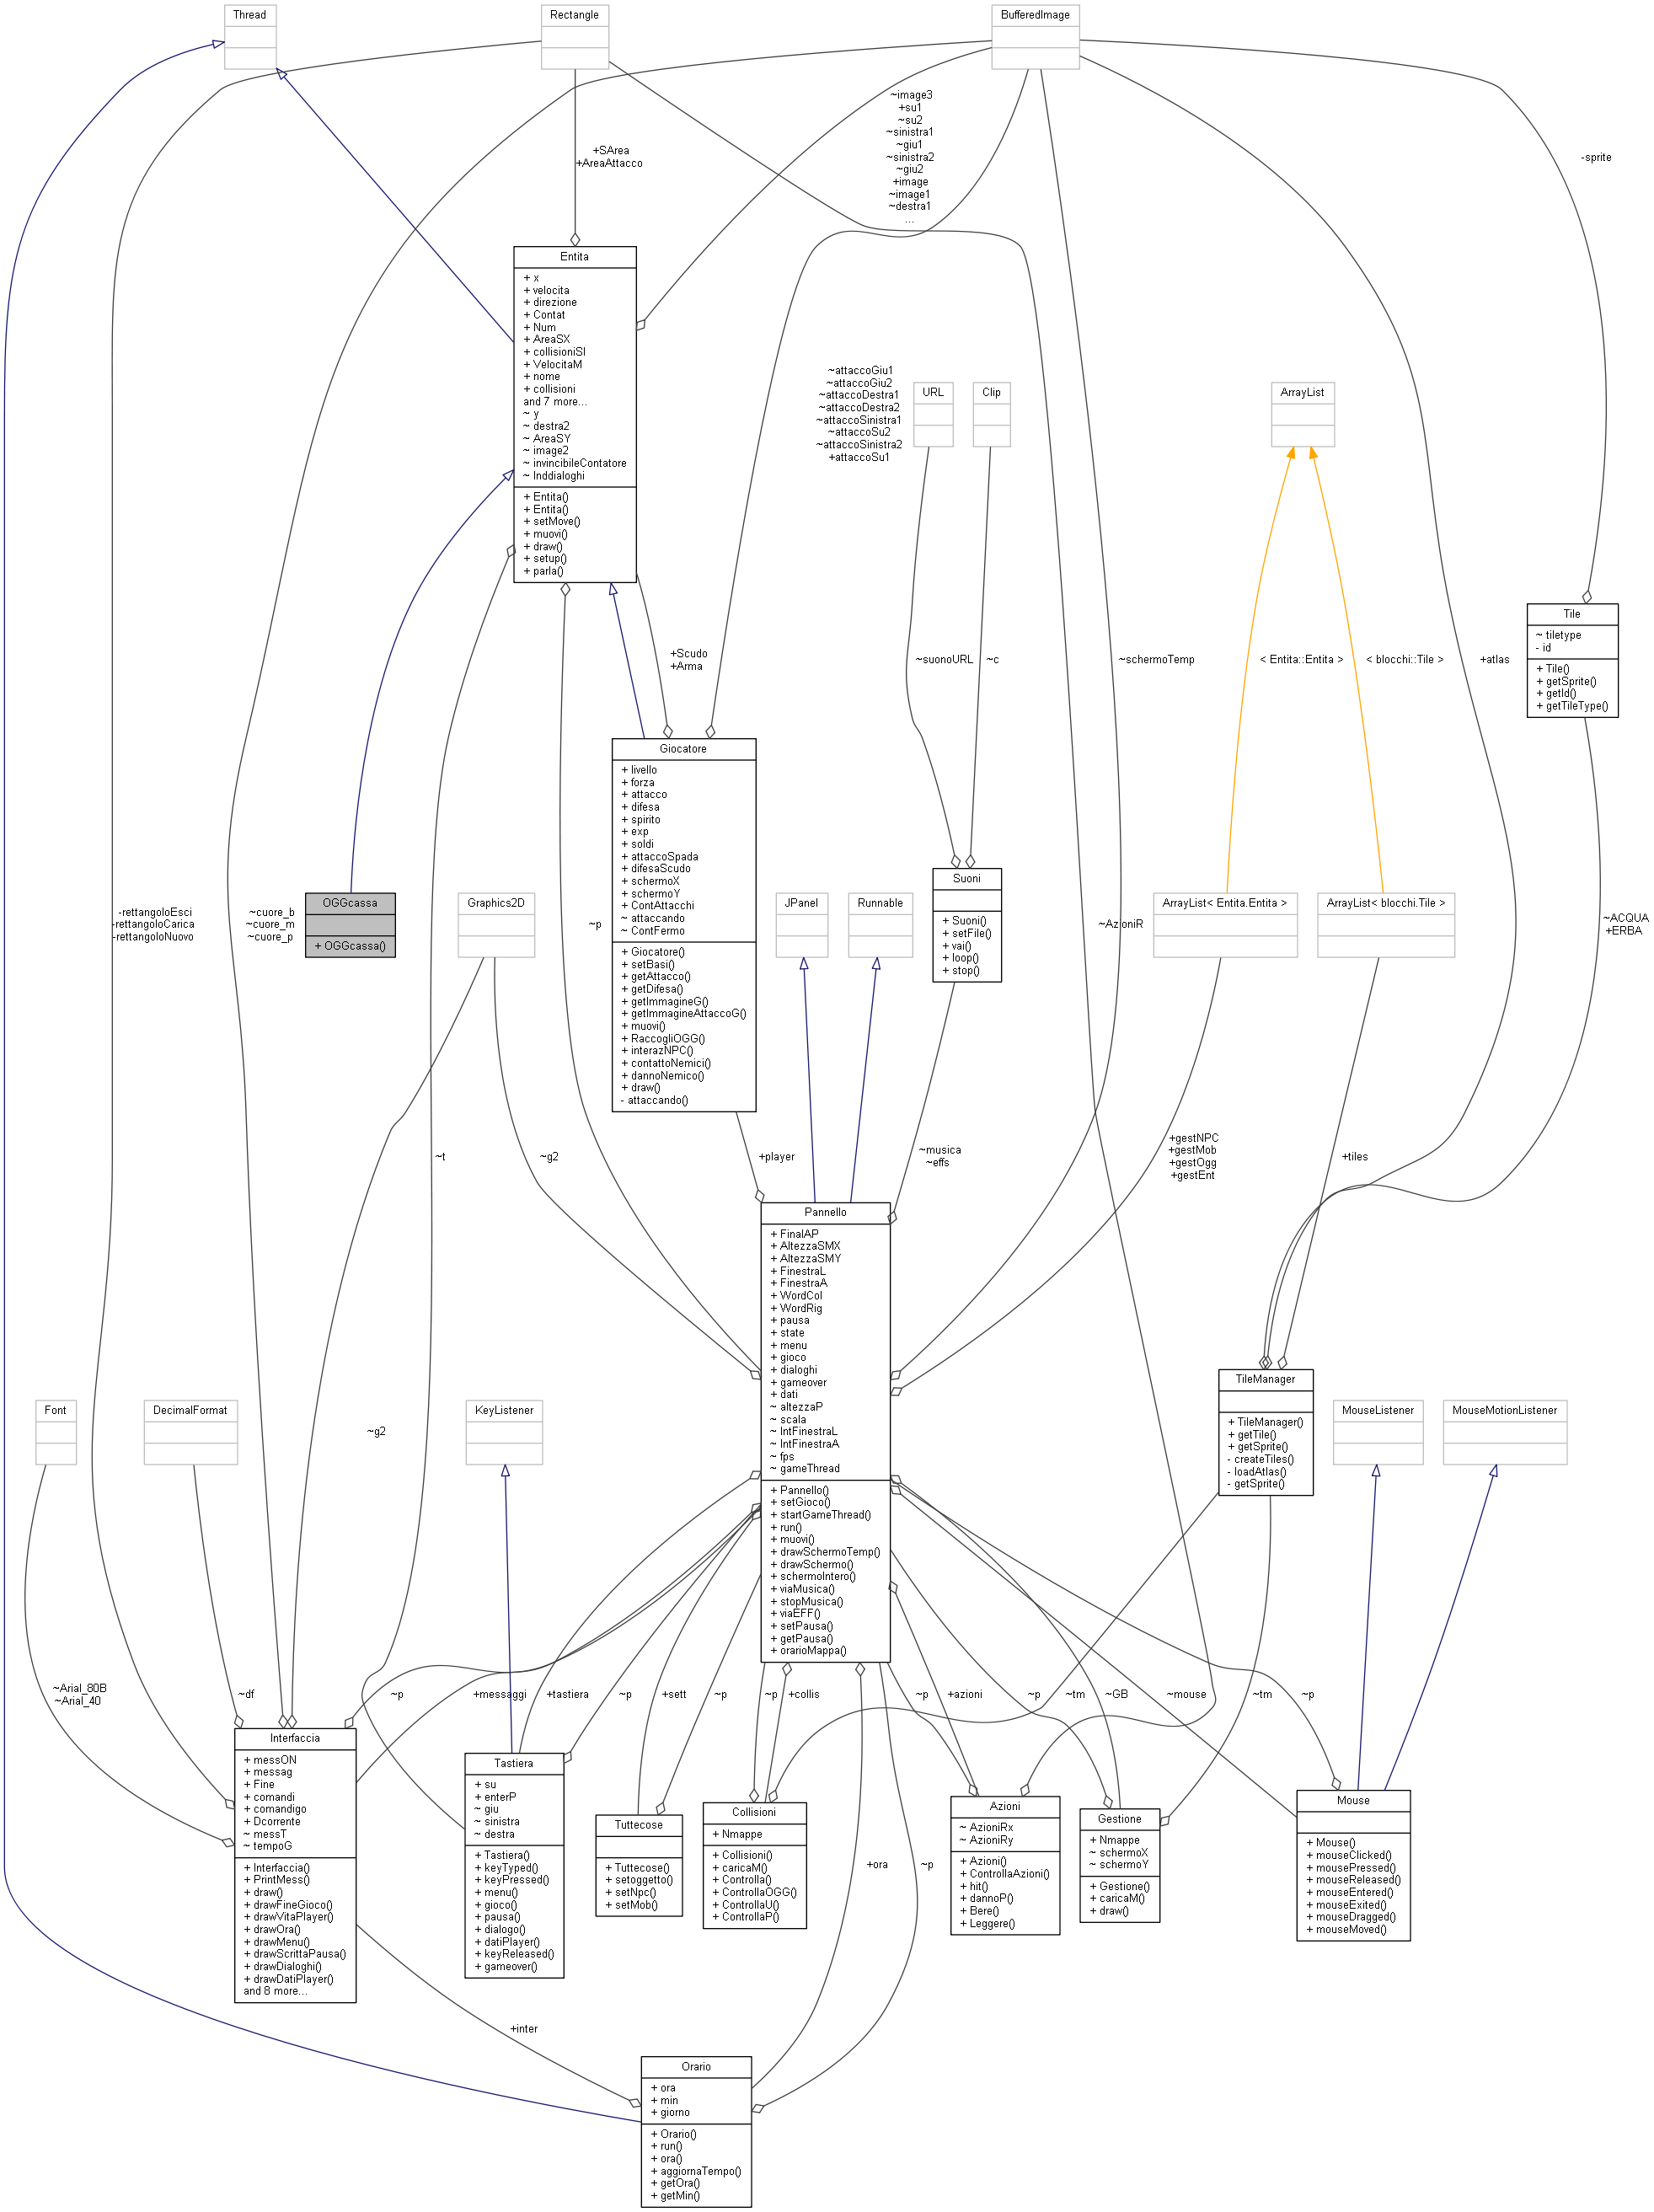 Thread
Rectangle
BufferedImage
~image3
+su1
~su2
~sinistra1
~giu1
~sinistra2
~giu2
+image
~image1
~destra1
...
+SArea
+AreaAttacco
-sprite
Entita
+ x
+ velocita
+ direzione
+ Contat
+ Num
+ AreaSX
+ collisioniSI
+ VelocitaM
+ nome
+ collisioni
and 7 more...
~ y
~ destra2
~ AreaSY
~ image2
~ invincibileContatore
~ Inddialoghi
+ Entita()
+ Entita()
+ setMove()
+ muovi()
+ draw()
+ setup()
+ parla()
~attaccoGiu1
~attaccoGiu2
~attaccoDestra1
~attaccoDestra2
~attaccoSinistra1
~attaccoSu2
~attaccoSinistra2
+attaccoSu1
URL
Clip
ArrayList
Tile
~ tiletype
- id
+ Tile()
+ getSprite()
+ getId()
+ getTileType()
+Scudo
+Arma
~suonoURL
~c
~schermoTemp
< Entita::Entita >
< blocchi::Tile >
+atlas
Giocatore
+ livello
+ forza
+ attacco
+ difesa
+ spirito
+ exp
+ soldi
+ attaccoSpada
+ difesaScudo
+ schermoX
+ schermoY
+ ContAttacchi
~ attaccando
~ ContFermo
+ Giocatore()
+ setBasi()
+ getAttacco()
+ getDifesa()
+ getImmagineG()
+ getImmagineAttaccoG()
+ muovi()
+ RaccogliOGG()
+ interazNPC()
+ contattoNemici()
+ dannoNemico()
+ draw()
- attaccando()
Suoni
+ Suoni()
+ setFile()
+ vai()
+ loop()
+ stop()
-rettangoloEsci
-rettangoloCarica
-rettangoloNuovo
~cuore_b
~cuore_m
~cuore_p
OGGcassa
+ OGGcassa()
Graphics2D
~p
JPanel
Runnable
~AzioniR
ArrayList< Entita.Entita >
ArrayList< blocchi.Tile >
~ACQUA
+ERBA
~t
~g2
+player
~musica
~effs
+gestNPC
+gestMob
+gestOgg
+gestEnt
+tiles
Pannello
+ FinalAP
+ AltezzaSMX
+ AltezzaSMY
+ FinestraL
+ FinestraA
+ WordCol
+ WordRig
+ pausa
+ state
+ menu
+ gioco
+ dialoghi
+ gameover
+ dati
~ altezzaP
~ scala
~ IntFinestraL
~ IntFinestraA
~ fps
~ gameThread
+ Pannello()
+ setGioco()
+ startGameThread()
+ run()
+ muovi()
+ drawSchermoTemp()
+ drawSchermo()
+ schermoIntero()
+ viaMusica()
+ stopMusica()
+ viaEFF()
+ setPausa()
+ getPausa()
+ orarioMappa()
TileManager
+ TileManager()
+ getTile()
+ getSprite()
- createTiles()
- loadAtlas()
- getSprite()
Font
DecimalFormat
~g2
KeyListener
MouseListener
MouseMotionListener
~Arial_80B
~Arial_40
~df
~p
+messaggi
+tastiera
~p
+sett
~p
~p
+collis
~p
+azioni
~p
~tm
~GB
~mouse
~tm
~p
Interfaccia
+ messON
+ messag
+ Fine
+ comandi
+ comandigo
+ Dcorrente
~ messT
~ tempoG
+ Interfaccia()
+ PrintMess()
+ draw()
+ drawFineGioco()
+ drawVitaPlayer()
+ drawOra()
+ drawMenu()
+ drawScrittaPausa()
+ drawDialoghi()
+ drawDatiPlayer()
and 8 more...
Tastiera
+ su
+ enterP
~ giu
~ sinistra
~ destra
+ Tastiera()
+ keyTyped()
+ keyPressed()
+ menu()
+ gioco()
+ pausa()
+ dialogo()
+ datiPlayer()
+ keyReleased()
+ gameover()
Tuttecose
+ Tuttecose()
+ setoggetto()
+ setNpc()
+ setMob()
Collisioni
+ Nmappe
+ Collisioni()
+ caricaM()
+ Controlla()
+ ControllaOGG()
+ ControllaU()
+ ControllaP()
+ora
~p
Azioni
~ AzioniRx
~ AzioniRy
+ Azioni()
+ ControllaAzioni()
+ hit()
+ dannoP()
+ Bere()
+ Leggere()
Gestione
+ Nmappe
~ schermoX
~ schermoY
+ Gestione()
+ caricaM()
+ draw()
Mouse
+ Mouse()
+ mouseClicked()
+ mousePressed()
+ mouseReleased()
+ mouseEntered()
+ mouseExited()
+ mouseDragged()
+ mouseMoved()
+inter
Orario
+ ora
+ min
+ giorno
+ Orario()
+ run()
+ ora()
+ aggiornaTempo()
+ getOra()
+ getMin()